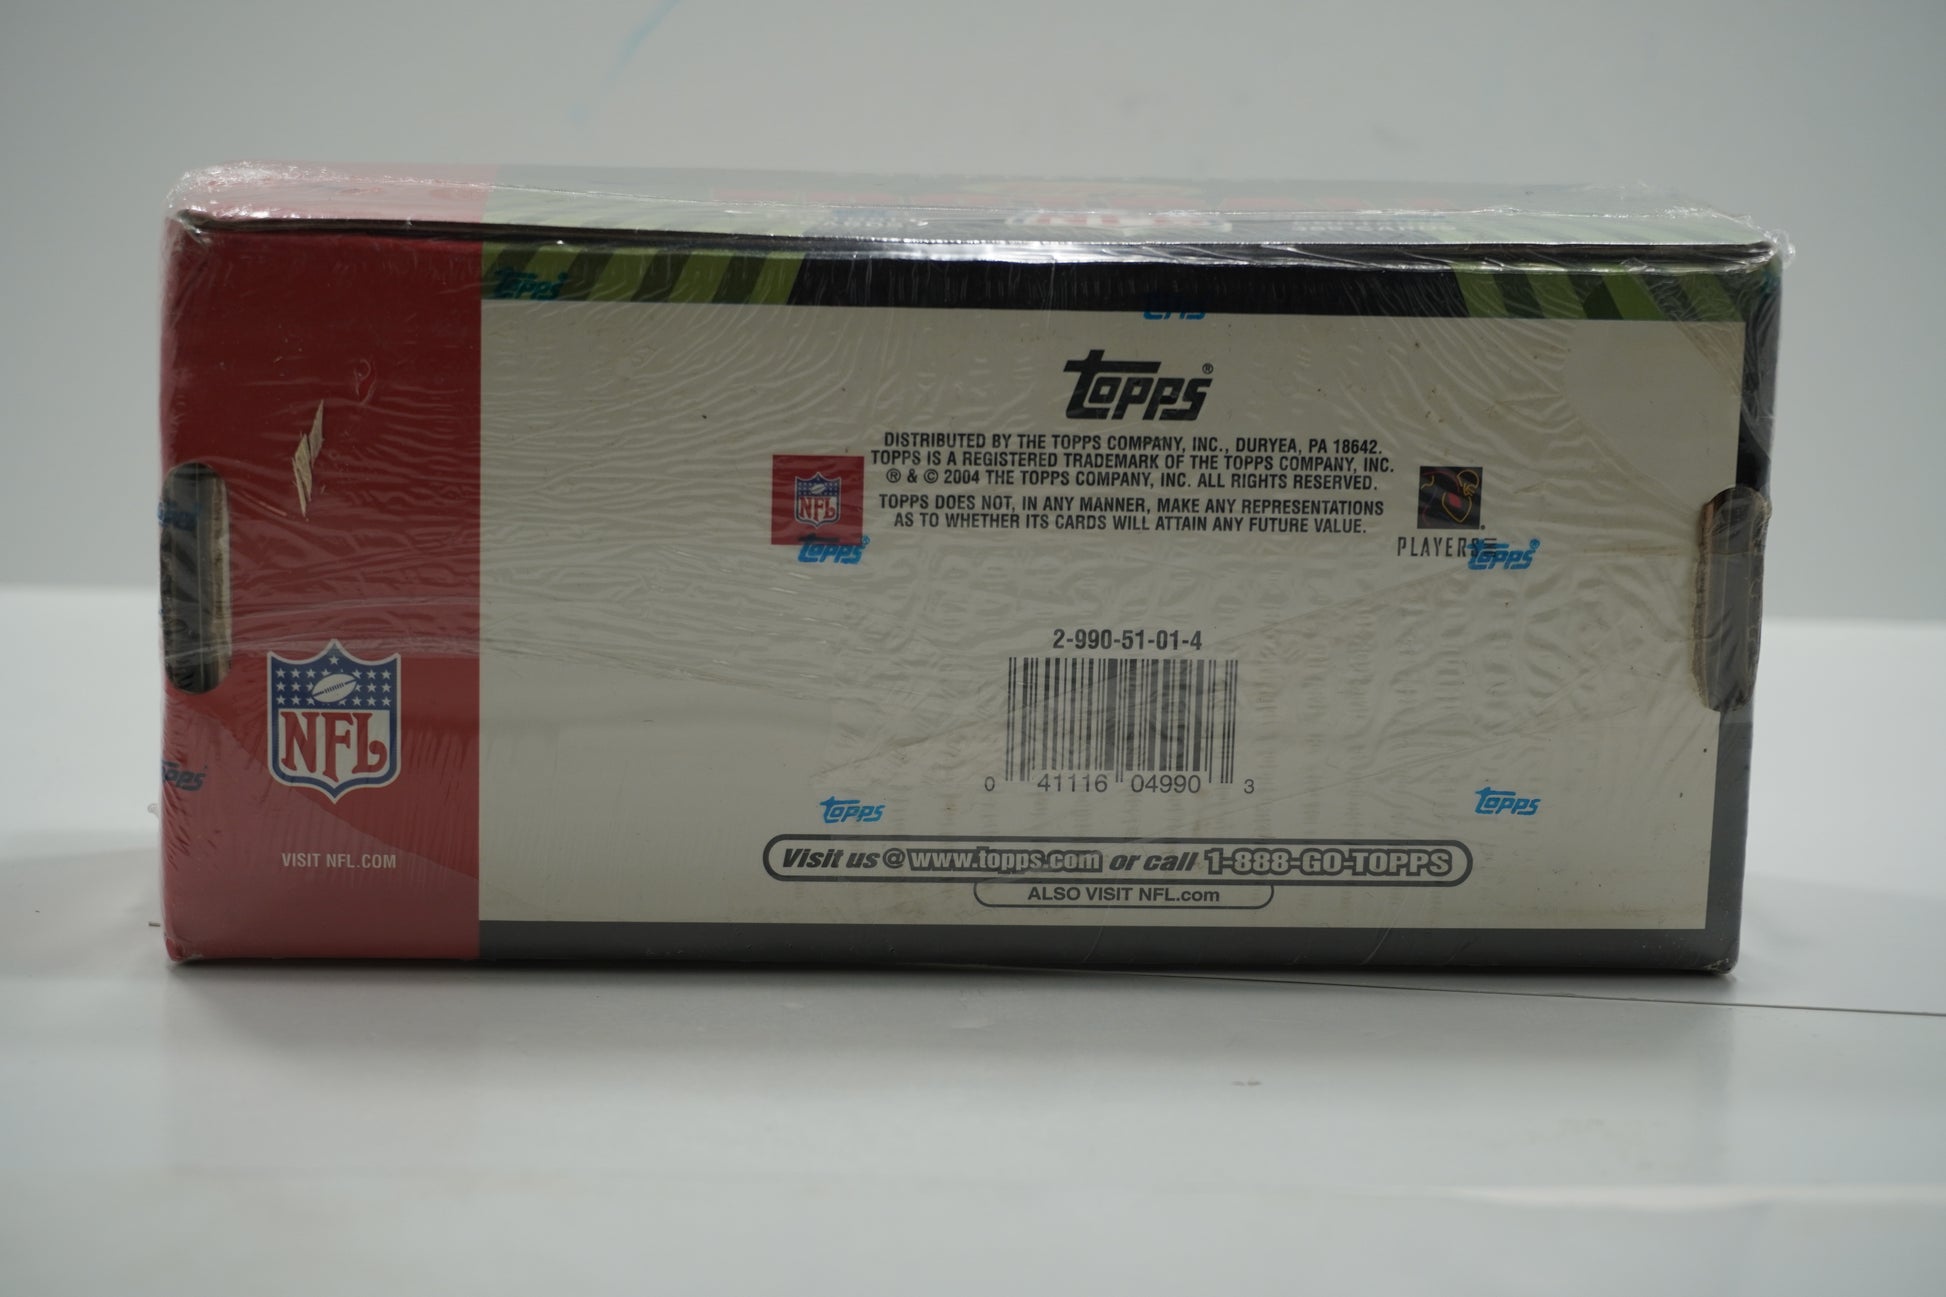 Topps
Topps®
DISTRIBUTED BY THE TOPPS COMPANY, INC., DURYEA, PA 18642.
TOPPS IS A REGISTERED TRADEMARK OF THE TOPPS COMPANY, INC.
® & © 2004 THE TOPPS COMPANY, INC. ALL RIGHTS RESERVED.
TOPPS DOES NOT, IN ANY MANNER, MAKE ANY REPRESENTATIONS
AS TO WHETHER ITS CARDS WILL ATTAIN ANY FUTURE VALUE.
NFL
PLAYERS
Topps®
Topps®
2-990-51-01-4
0 41116 04990 3
NFL
Topps
Topps
VISIT NFL.COM
Visit us @ www.topps.com or call 1-888-GO-TOPPS
ALSO VISIT NFL.com